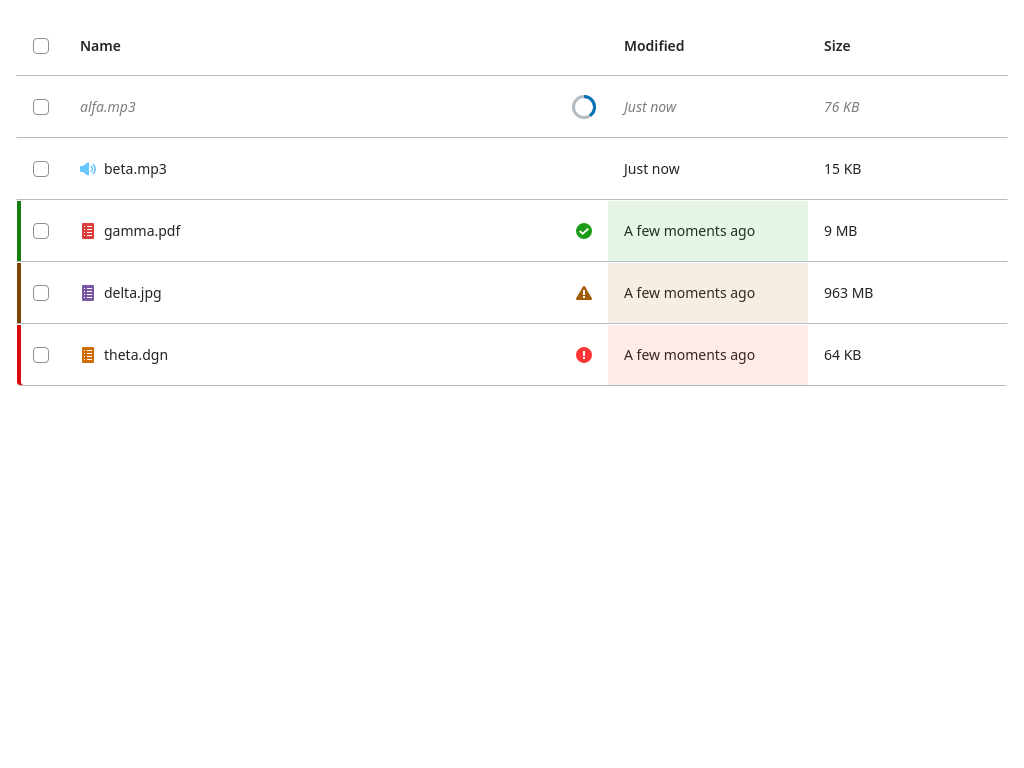 Name Modified Size
alfa.mp3 Just now 76 KB
beta.mp3 Just now 15 KB
gamma.pdf A few moments ago 9 MB
delta.jpg A few moments ago 963 MB
theta.dgn A few moments ago 64 KB